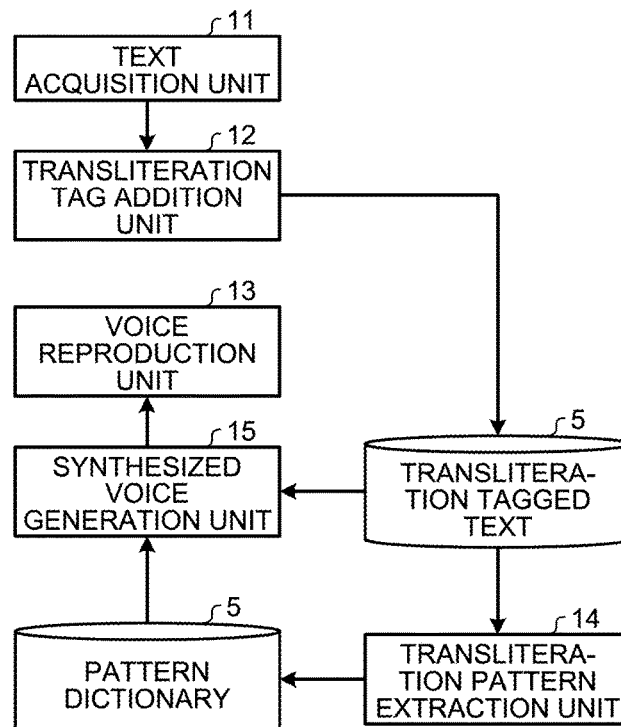 11
TEXT
ACQUISITION UNIT
12
TRANSLITERATION
TAG ADDITION
UNIT
13
VOICE
REPRODUCTION
UNIT
15
SYNTHESIZED
VOICE
GENERATION UNIT
5
TRANSLITERA-
TION TAGGED
TEXT
5
PATTERN
DICTIONARY
14
TRANSLITERA-
TION PATTERN
EXTRACTION UNIT